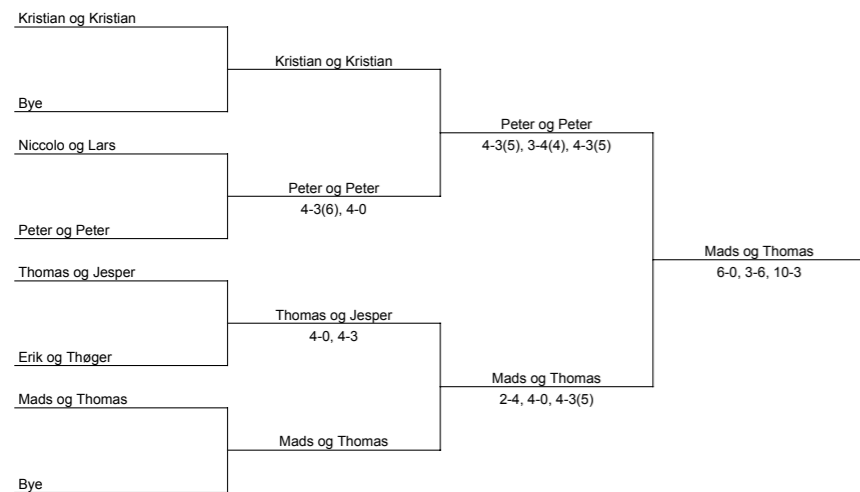 Kristian og Kristian
Kristian og Kristian
Bye
Peter og Peter
4-3(5), 3-4(4), 4-3(5)
Niccolo og Lars
Peter og Peter
4-3(6), 4-0
Peter og Peter
Mads og Thomas
6-0, 3-6, 10-3
Thomas og Jesper
Thomas og Jesper
4-0, 4-3
Erik og Thøger
Mads og Thomas
2-4, 4-0, 4-3(5)
Mads og Thomas
Mads og Thomas
Bye